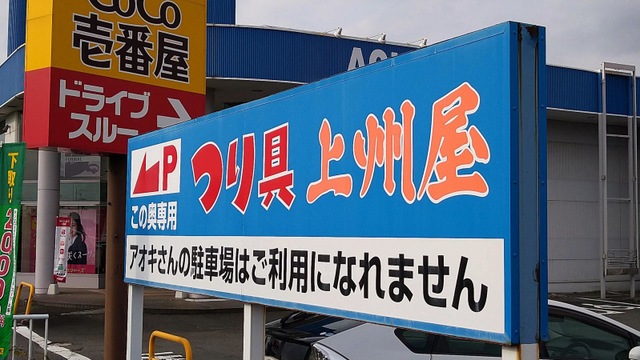 CoCo
壱番屋
ドライブ
スルー
P
この奥専用
つり具 上州屋
アオキさんの駐車場はご利用になれません
下取り